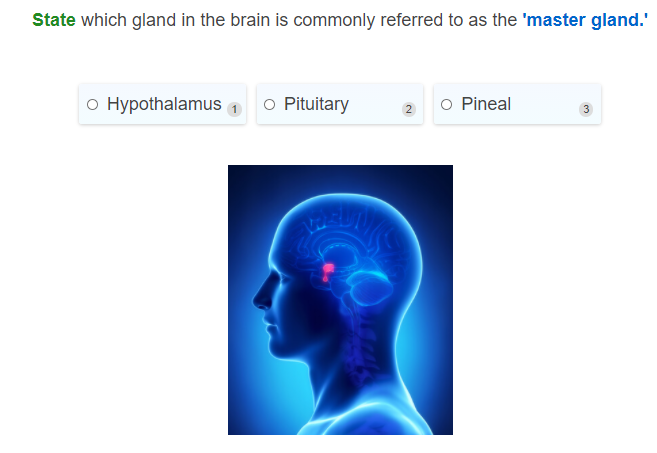 State which gland in the brain is commonly referred to as the 'master gland.'
Hypothalamus 1 Pituitary 2 Pineal 3